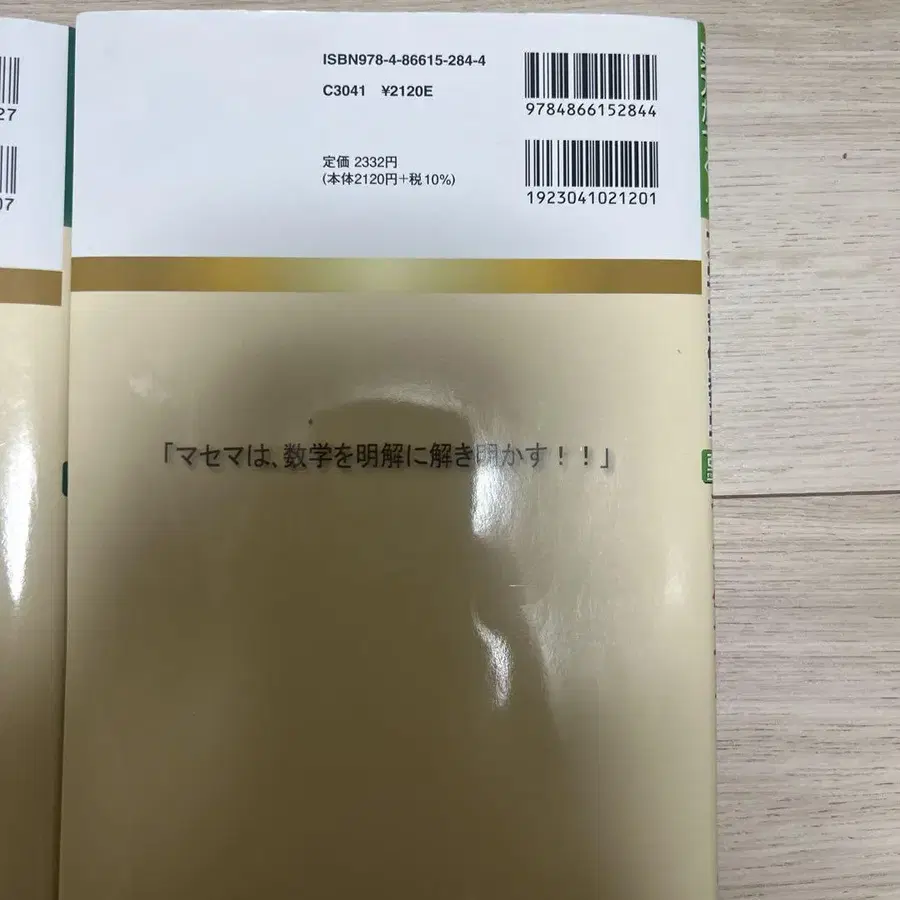 27
07
ISBN978-4-86615-284-4
C3041 ¥2120E
9784866152844
定価 2332円
(本体2120円+税10%)
1923041021201
「マセマは、数学を明解に解き明かす!!」